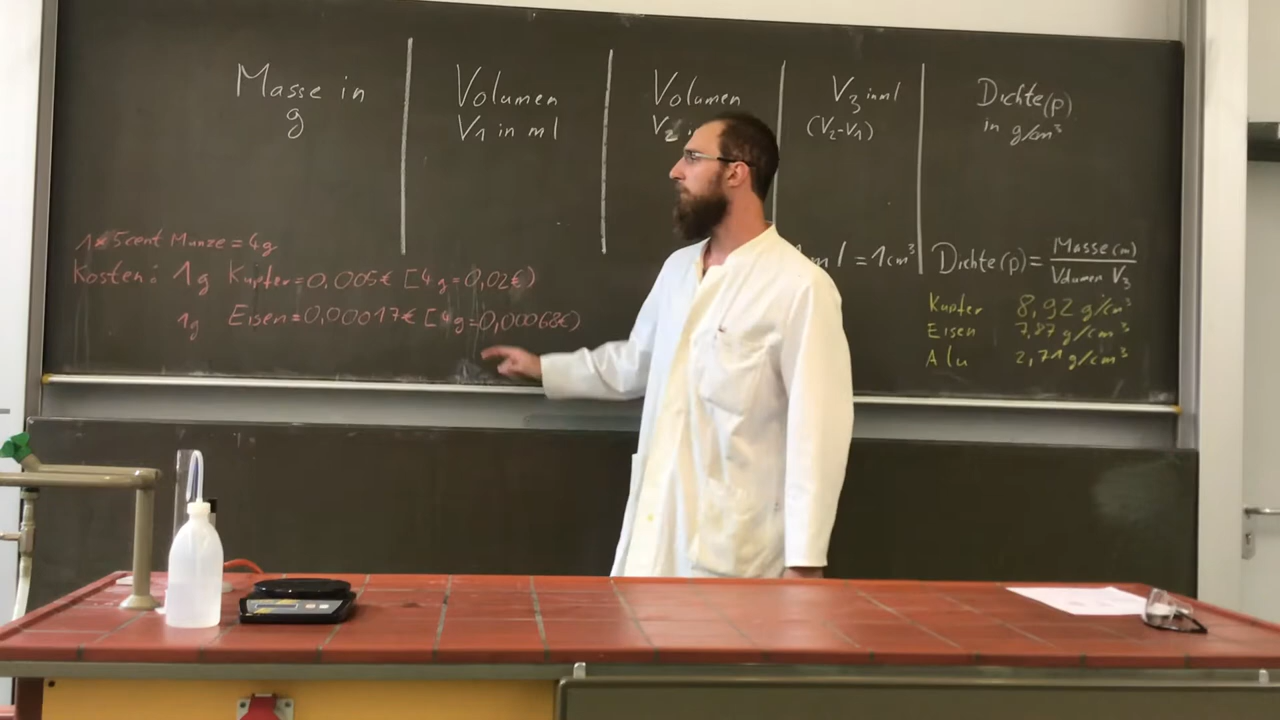 Masse in
g
Volumen
V1 in ml
Volumen
V2
V3 in ml
(V2-V1)
Dichte(p)
in g/cm³
1*5cent Munze = 4g
Kosten: 1g Kupfer=0,005€ [4g=0,02€)
1g Eisen=0,00017€ [4g=0,00068€)
ml = 1cm³
Dichte(p) = Masse(m)
Volumen V3
Kupfer 8,92 g/cm³
Eisen 7,87 g/cm³
Alu 2,71 g/cm³